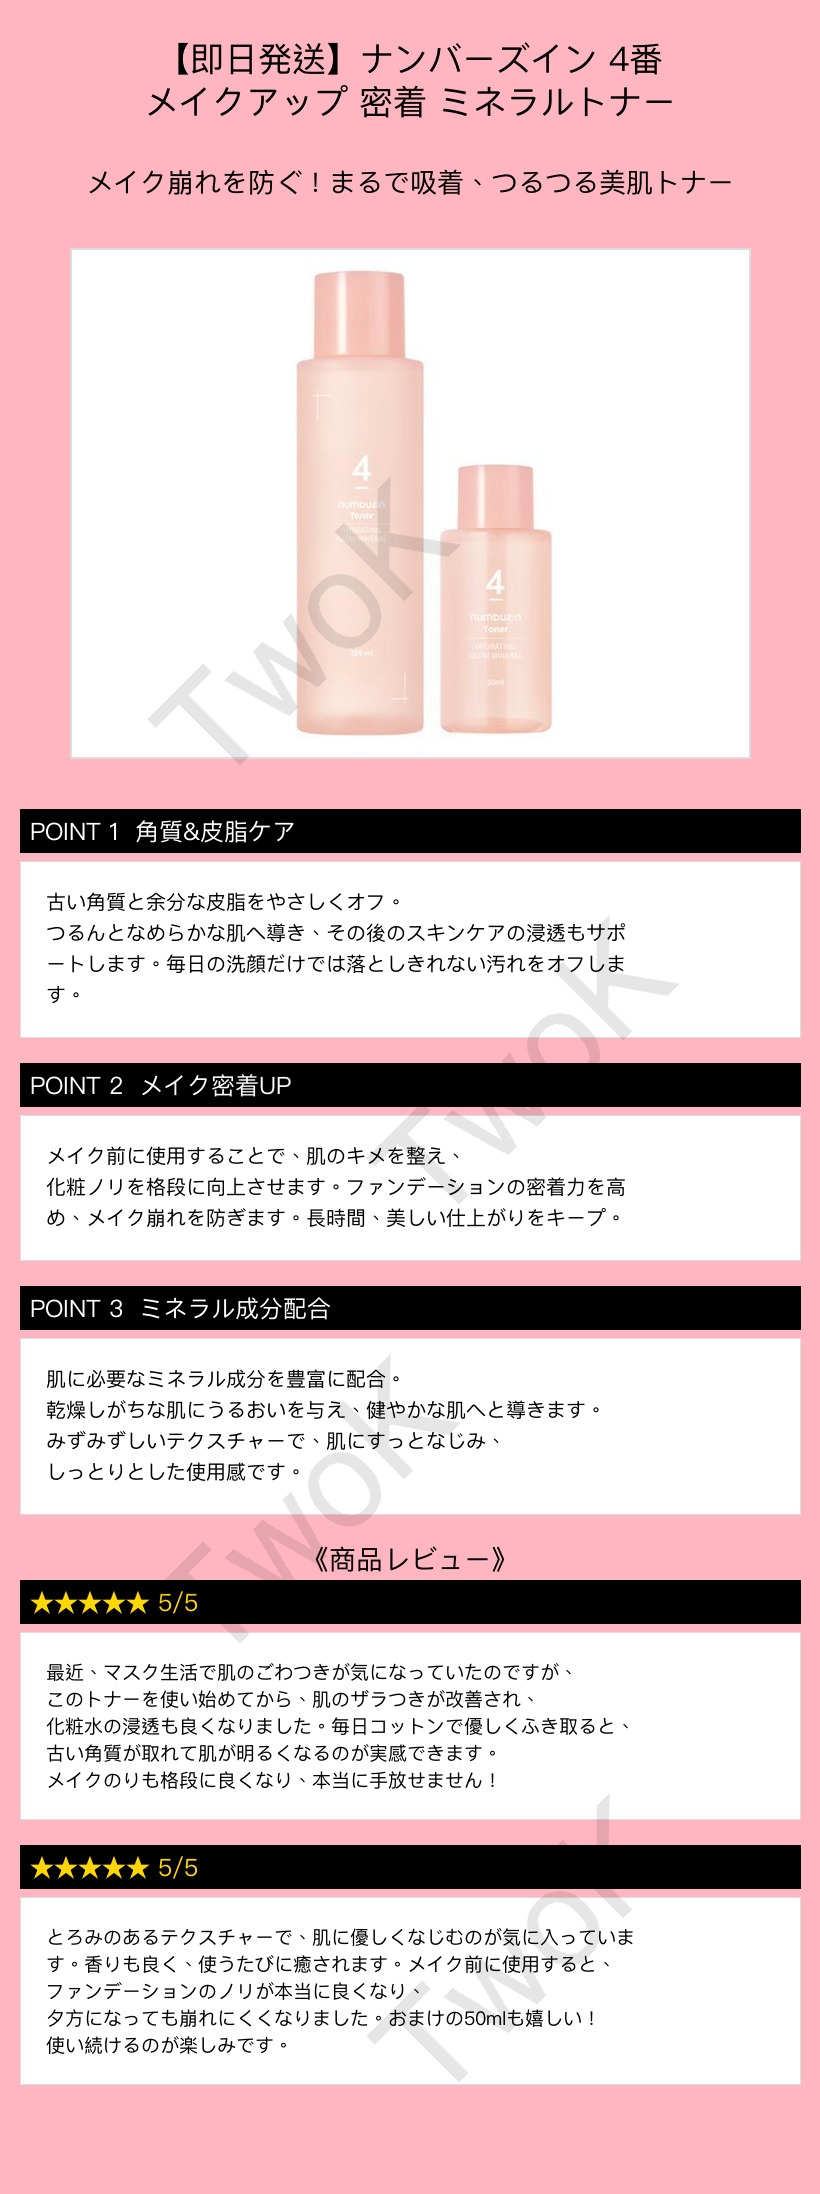 【即日発送】ナンバーズイン 4番
メイクアップ 密着 ミネラルトナー
メイク崩れを防ぐ！まるで吸着、つるつる美肌トナー
4
numbuzin
Toner
HYDRATING
GLOW MINERAL
4
numbuzin
Toner
HYDRATING
GLOW MINERAL
50ml
TwoK
POINT 1 角質&皮脂ケア
古い角質と余分な皮脂をやさしくオフ。
つるんとなめらかな肌へ導き、その後のスキンケアの浸透もサポ
ートします。毎日の洗顔だけでは落としきれない汚れをオフしま
す。
TwoK
POINT 2 メイク密着UP
メイク前に使用することで、肌のキメを整え、
化粧ノリを格段に向上させます。ファンデーションの密着力を高
め、メイク崩れを防ぎます。長時間、美しい仕上がりをキープ。
POINT 3 ミネラル成分配合
肌に必要なミネラル成分を豊富に配合。
乾燥しがちな肌にうるおいを与え、健やかな肌へと導きます。
みずみずしいテクスチャーで、肌にすっとなじみ、
しっとりとした使用感です。
TwoK
《商品レビュー》
★★★★★ 5/5
最近、マスク生活で肌のごわつきが気になっていたのですが、
このトナーを使い始めてから、肌のザラつきが改善され、
化粧水の浸透も良くなりました。毎日コットンで優しくふき取ると、
古い角質が取れて肌が明るくなるのが実感できます。
メイクのりも格段に良くなり、本当に手放せません！
★★★★★ 5/5
とろみのあるテクスチャーで、肌に優しくなじむのが気に入っていま
す。香りも良く、使うたびに癒されます。メイク前に使用すると、
ファンデーションのノリが本当に良くなり、
夕方になっても崩れにくくなりました。おまけの50mlも嬉しい！
使い続けるのが楽しみです。
TwoK